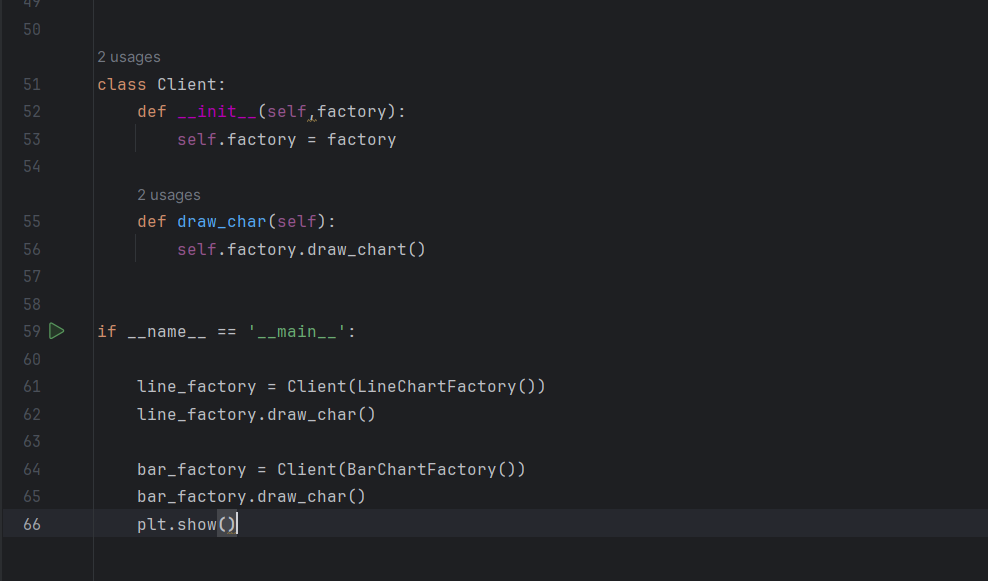 49
50
2 usages
51 class Client:
52 def __init__(self,factory):
53 self.factory = factory
54
2 usages
55 def draw_char(self):
56 self.factory.draw_chart()
57
58
59 if __name__ == '__main__':
60
61 line_factory = Client(LineChartFactory())
62 line_factory.draw_char()
63
64 bar_factory = Client(BarChartFactory())
65 bar_factory.draw_char()
66 plt.show()